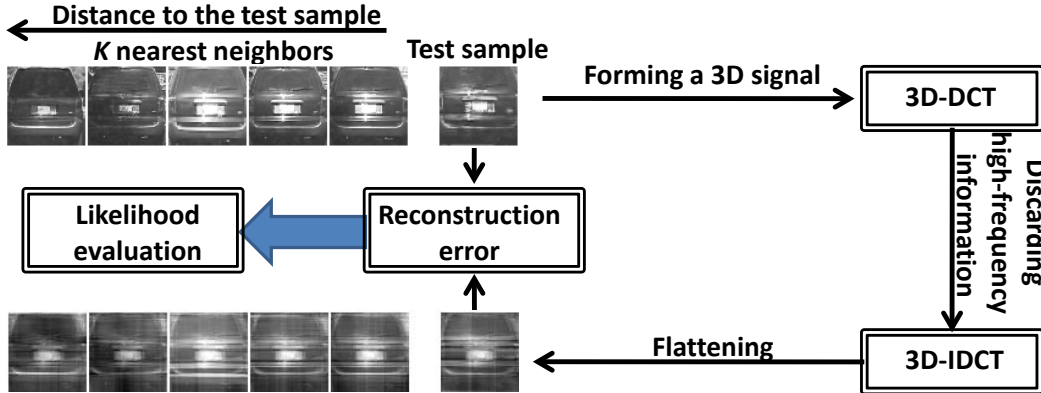 Distance to the test sample
K nearest neighbors
Test sample
Forming a 3D signal
3D-DCT
Discarding
high-frequency
information
Likelihood
evaluation
Reconstruction
error
Flattening
3D-IDCT